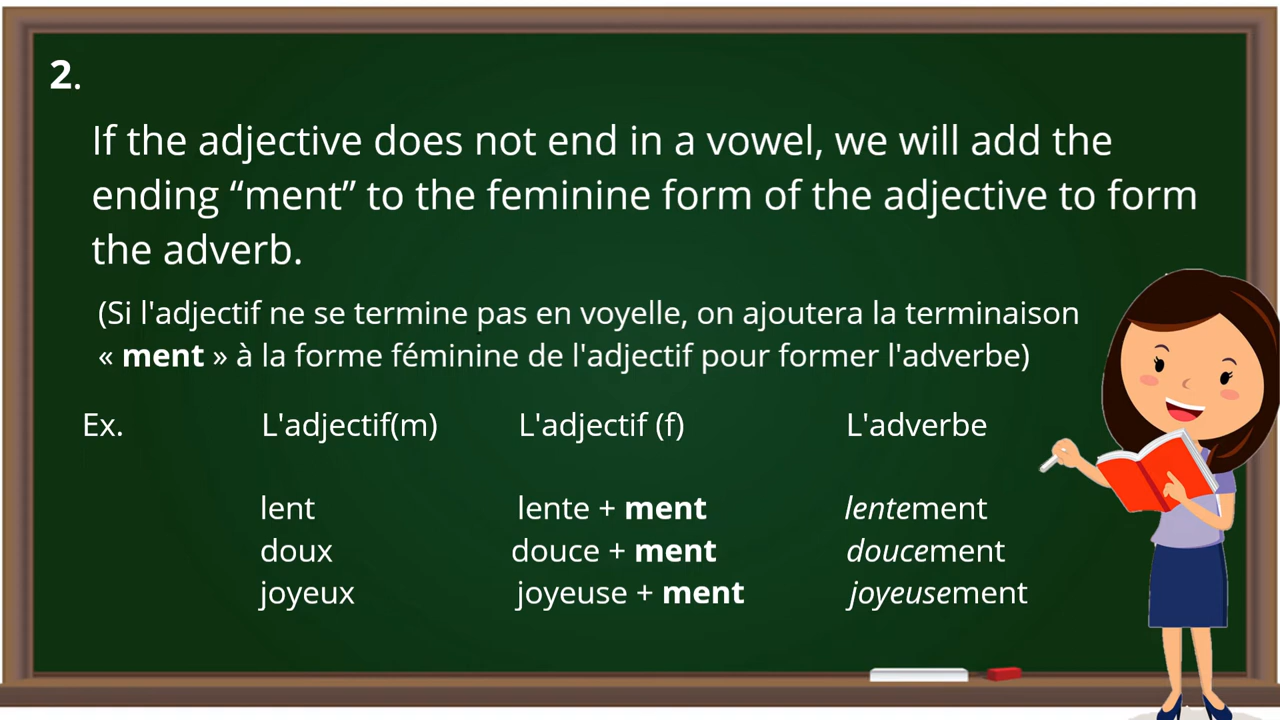 2.
If the adjective does not end in a vowel, we will add the
ending “ment” to the feminine form of the adjective to form
the adverb.
(Si l'adjectif ne se termine pas en voyelle, on ajoutera la terminaison
« ment » à la forme féminine de l'adjectif pour former l'adverbe)
Ex. L'adjectif(m) L'adjectif (f) L'adverbe
lent lente + ment lentement
doux douce + ment doucement
joyeux joyeuse + ment joyeusement